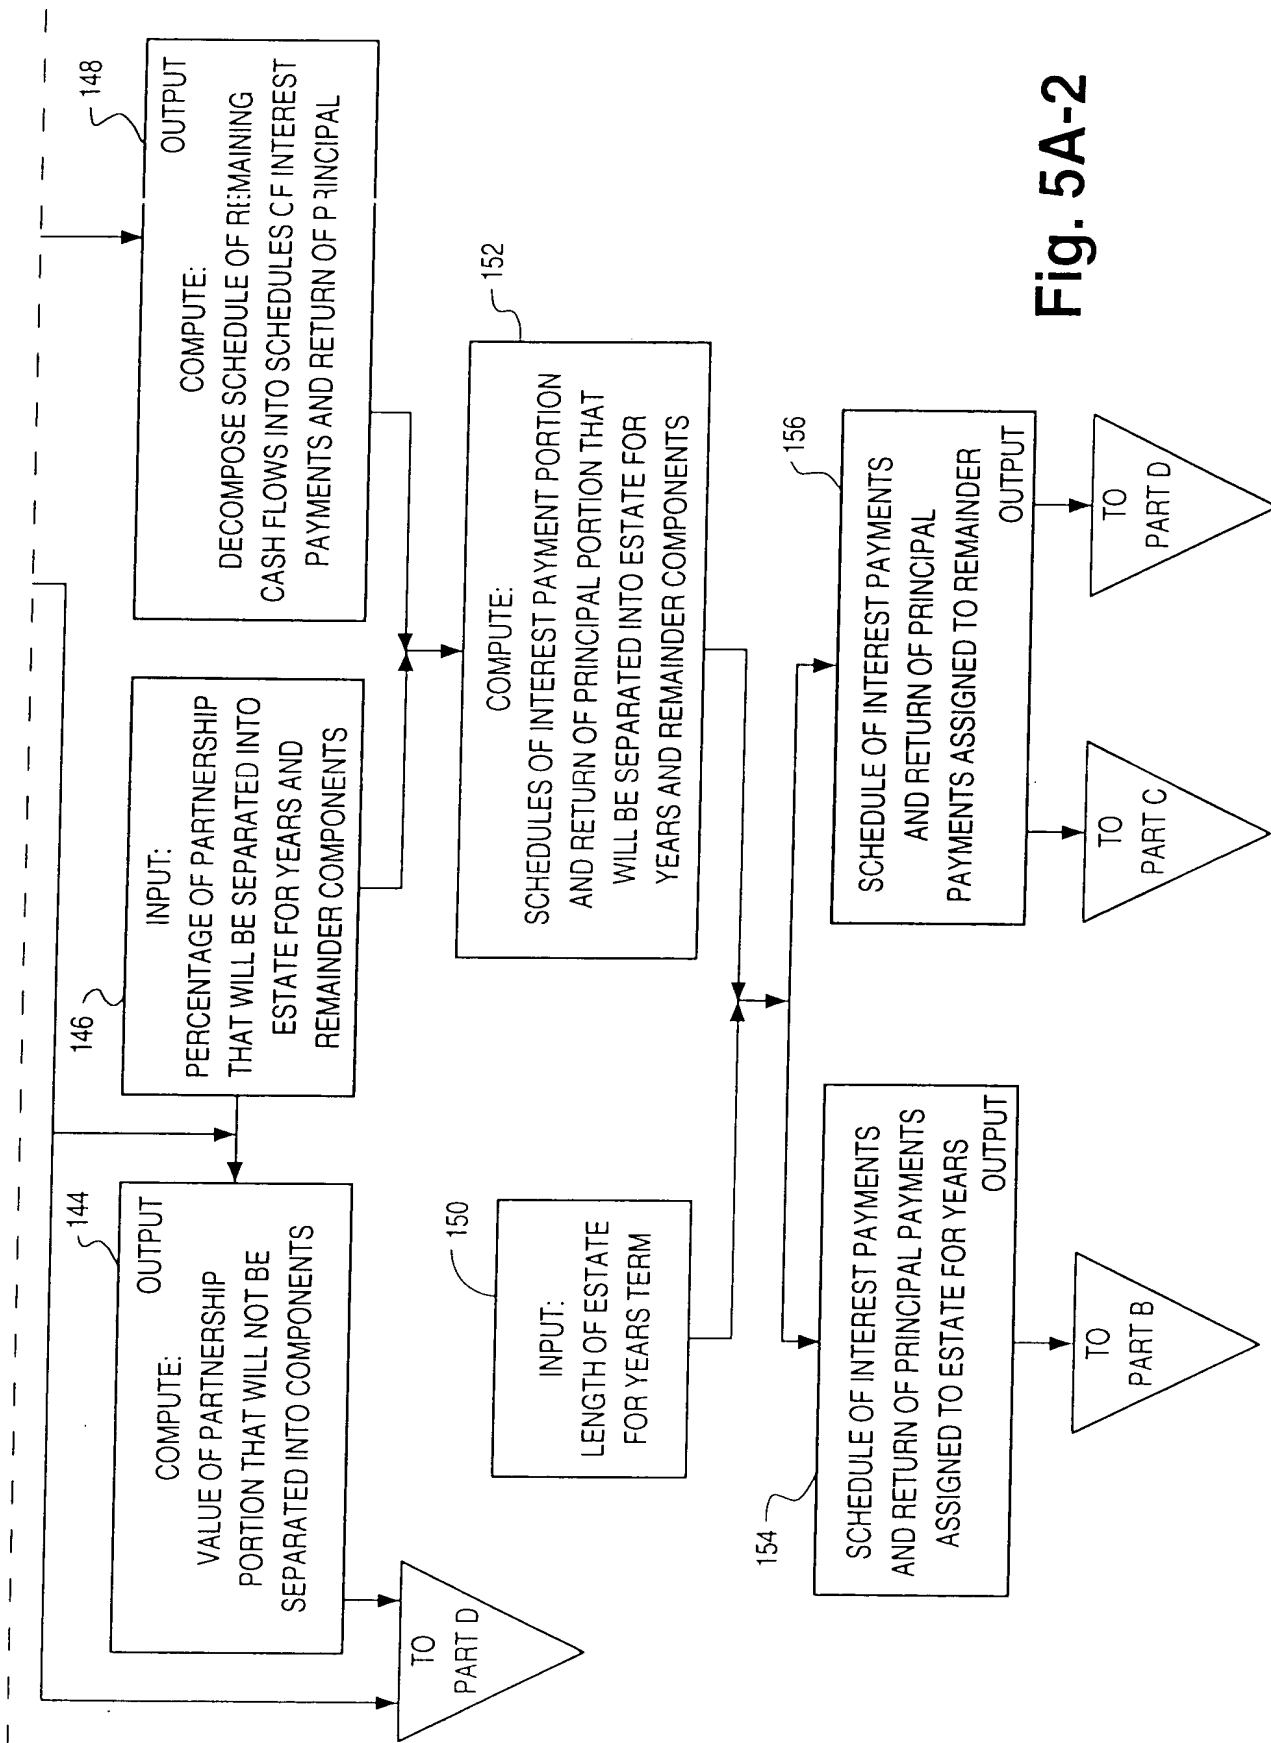 144
COMPUTE: OUTPUT
VALUE OF PARTNERSHIP
PORTION THAT WILL NOT BE
SEPARATED INTO COMPONENTS
146
INPUT:
PERCENTAGE OF PARTNERSHIP
THAT WILL BE SEPARATED INTO
ESTATE FOR YEARS AND
REMAINDER COMPONENTS
148
OUTPUT
COMPUTE:
DECOMPOSE SCHEDULE OF REMAINING
CASH FLOWS INTO SCHEDULES OF INTEREST
PAYMENTS AND RETURN OF PRINCIPAL
TO
PART D
150
INPUT:
LENGTH OF ESTATE
FOR YEARS TERM
152
COMPUTE:
SCHEDULES OF INTEREST PAYMENT PORTION
AND RETURN OF PRINCIPAL PORTION THAT
WILL BE SEPARATED INTO ESTATE FOR
YEARS AND REMAINDER COMPONENTS
154
SCHEDULE OF INTEREST PAYMENTS
AND RETURN OF PRINCIPAL PAYMENTS
ASSIGNED TO ESTATE FOR YEARS
OUTPUT
156
SCHEDULE OF INTEREST PAYMENTS
AND RETURN OF PRINCIPAL
PAYMENTS ASSIGNED TO REMAINDER
OUTPUT
TO
PART B
TO
PART C
TO
PART D
Fig. 5A-2